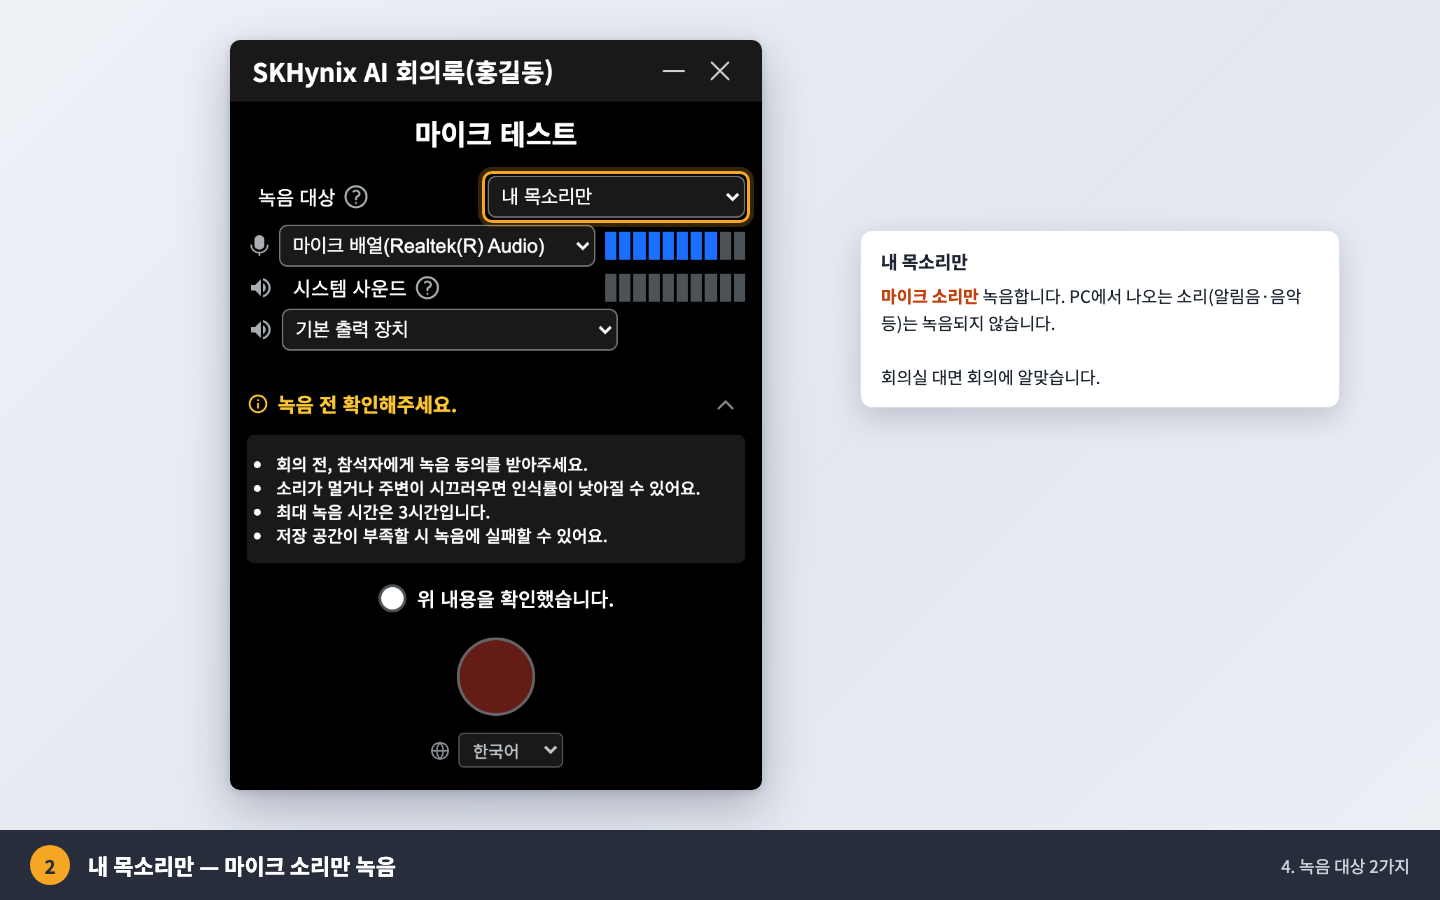 SKHynix AI 회의록(홍길동)
마이크 테스트
녹음 대상 ?
내 목소리만
마이크 배열(Realtek(R) Audio)
시스템 사운드 ?
기본 출력 장치
녹음 전 확인해주세요.
• 회의 전, 참석자에게 녹음 동의를 받아주세요.
• 소리가 멀거나 주변이 시끄러우면 인식률이 낮아질 수 있어요.
• 최대 녹음 시간은 3시간입니다.
• 저장 공간이 부족할 시 녹음에 실패할 수 있어요.
위 내용을 확인했습니다.
한국어
내 목소리만
마이크 소리만 녹음합니다. PC에서 나오는 소리(알림음·음악
등)는 녹음되지 않습니다.
회의실 대면 회의에 알맞습니다.
2 내 목소리만 — 마이크 소리만 녹음
4. 녹음 대상 2가지